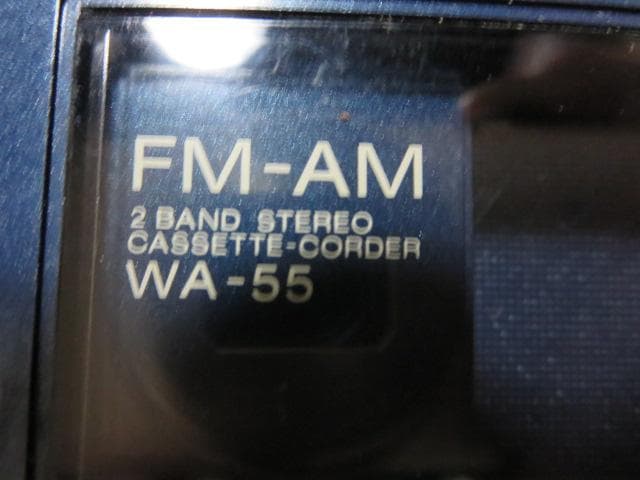 FM-AM
2 BAND STEREO
CASSETTE-CORDER
WA-55